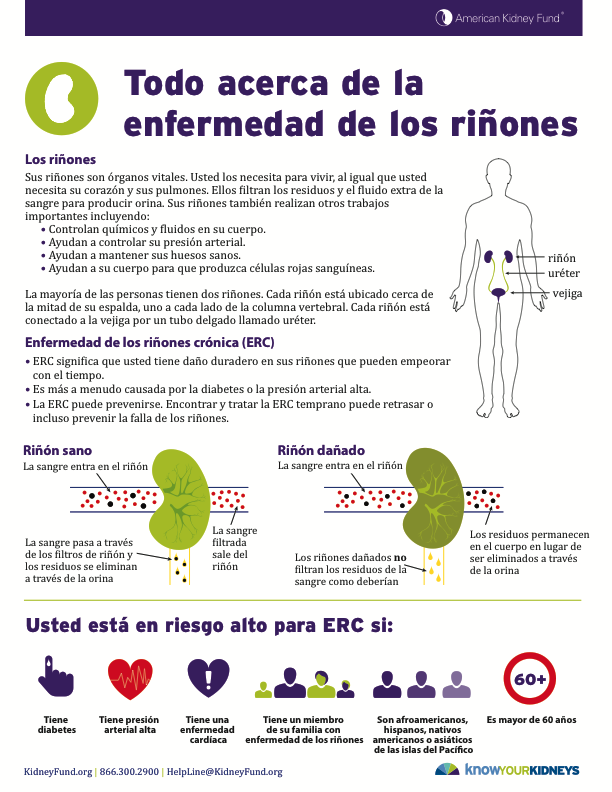 American Kidney Fund®
Todo acerca de la
enfermedad de los riñones
Los riñones
Sus riñones son órganos vitales. Usted los necesita para vivir, al igual que usted
necesita su corazón y sus pulmones. Ellos filtran los residuos y el fluido extra de la
sangre para producir orina. Sus riñones también realizan otros trabajos
importantes incluyendo:
• Controlan químicos y fluidos en su cuerpo.
• Ayudan a controlar su presión arterial.
• Ayudan a mantener sus huesos sanos.
• Ayudan a su cuerpo para que produzca células rojas sanguíneas.
La mayoría de las personas tienen dos riñones. Cada riñón está ubicado cerca de
la mitad de su espalda, uno a cada lado de la columna vertebral. Cada riñón está
conectado a la vejiga por un tubo delgado llamado uréter.
riñón
uréter
vejiga
Enfermedad de los riñones crónica (ERC)
• ERC significa que usted tiene daño duradero en sus riñones que pueden empeorar
con el tiempo.
• Es más a menudo causada por la diabetes o la presión arterial alta.
• La ERC puede prevenirse. Encontrar y tratar la ERC temprano puede retrasar o
incluso prevenir la falla de los riñones.
Riñón sano
La sangre entra en el riñón
La sangre pasa a través
de los filtros de riñón y
los residuos se eliminan
a través de la orina
La sangre
filtrada
sale del
riñón
Riñón dañado
La sangre entra en el riñón
Los riñones dañados no
filtran los residuos de la
sangre como deberían
Los residuos permanecen
en el cuerpo en lugar de
ser eliminados a través
de la orina
Usted está en riesgo alto para ERC si:
Tiene
diabetes
Tiene presión
arterial alta
Tiene una
enfermedad
cardíaca
Tiene un miembro
de su familia con
enfermedad de los riñones
Son afroamericanos,
hispanos, nativos
americanos o asiáticos
de las islas del Pacífico
60+
Es mayor de 60 años
KidneyFund.org | 866.300.2900 | HelpLine@KidneyFund.org
knowYOURKIDNEYS